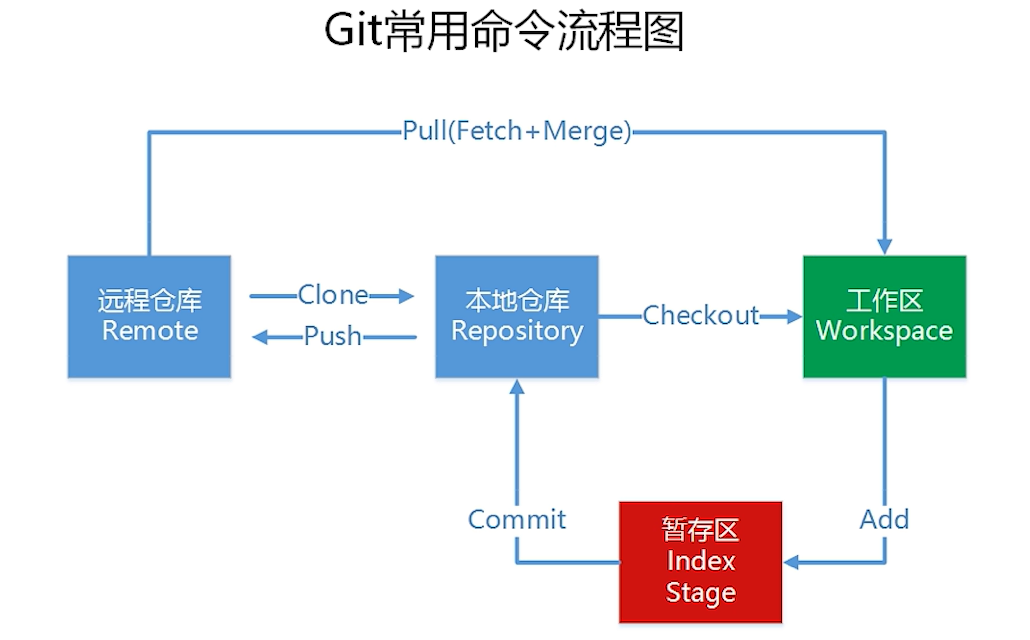 Git常用命令流程图
Pull(Fetch+Merge)
远程仓库
Remote
Clone
Push
本地仓库
Repository
Checkout
工作区
Workspace
Commit
暂存区
Index
Stage
Add